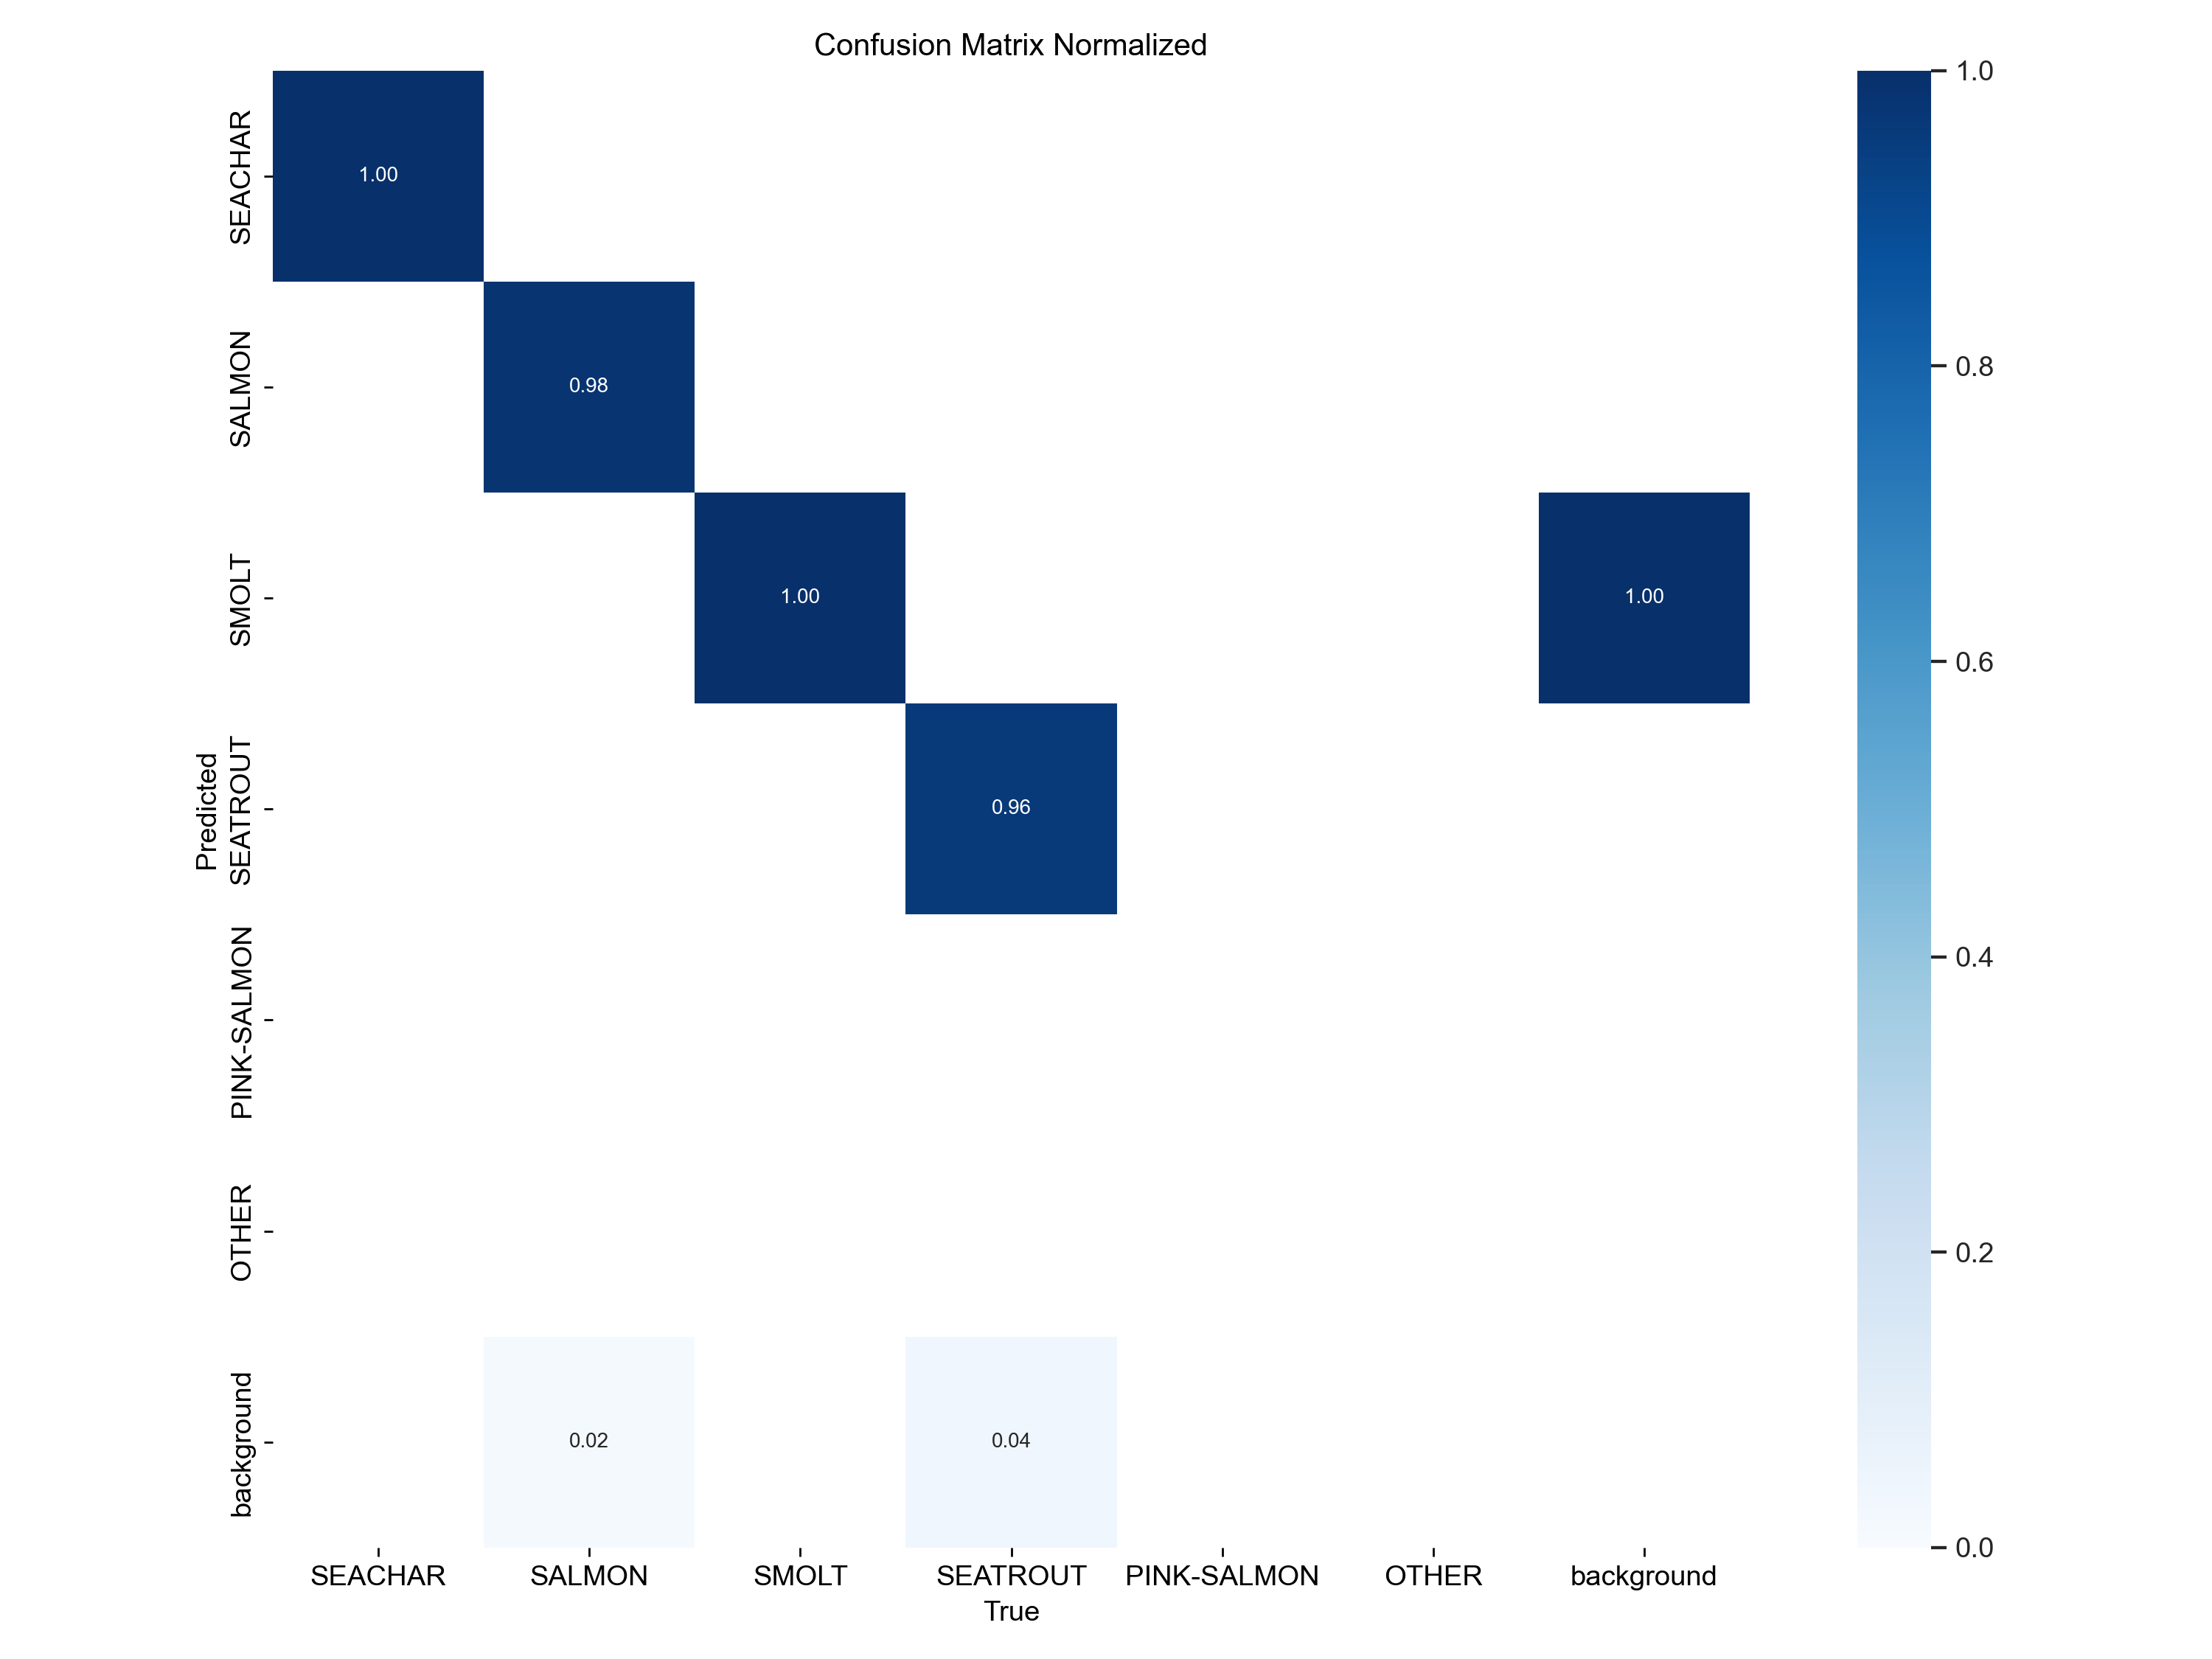 Confusion Matrix Normalized
SEACHAR
SALMON
SMOLT
SEATROUT
PINK-SALMON
OTHER
background
Predicted
1.00
0.98
1.00
1.00
0.96
0.02
0.04
SEACHAR
SALMON
SMOLT
SEATROUT
PINK-SALMON
OTHER
background
True
1.0
0.8
0.6
0.4
0.2
0.0